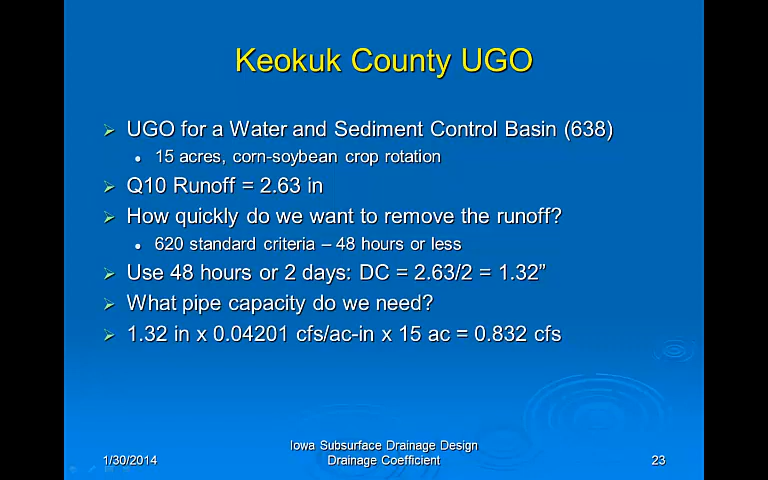 Keokuk County UGO
UGO for a Water and Sediment Control Basin (638)
15 acres, corn-soybean crop rotation
Q10 Runoff = 2.63 in
How quickly do we want to remove the runoff?
620 standard criteria – 48 hours or less
Use 48 hours or 2 days: DC = 2.63/2 = 1.32”
What pipe capacity do we need?
1.32 in x 0.04201 cfs/ac-in x 15 ac = 0.832 cfs
1/30/2014
Iowa Subsurface Drainage Design
Drainage Coefficient
23